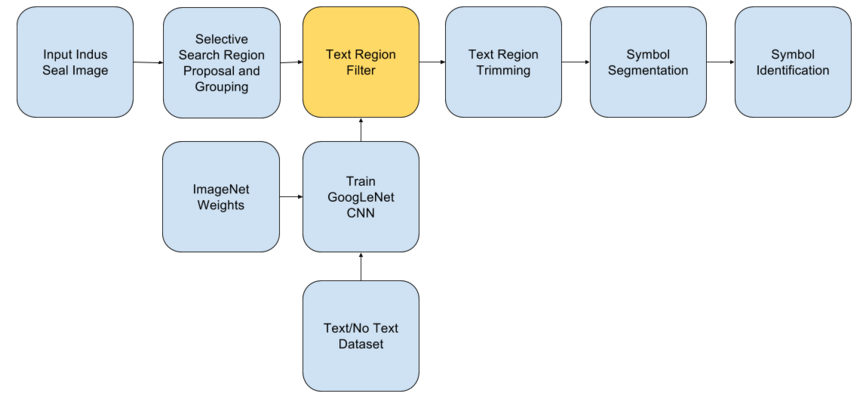 Input Indus
Seal Image
Selective
Search Region
Proposal and
Grouping
Text Region
Filter
Text Region
Trimming
Symbol
Segmentation
Symbol
Identification
ImageNet
Weights
Train
GoogLeNet
CNN
Text/No Text
Dataset